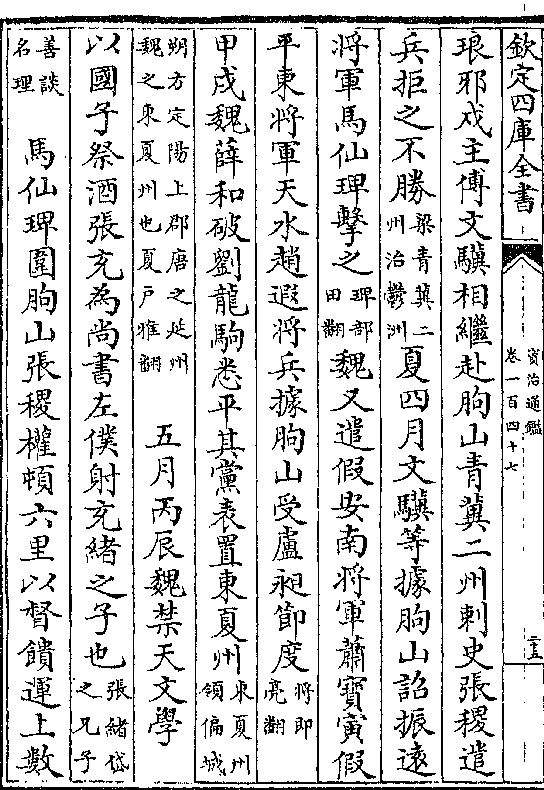 欽定四庫全書
資治通鑑
卷一百四十七
二五
琅邪戍主傅文驥相繼赴朐山青冀二州刺史張稷遣
兵拒之不勝梁青冀二州治鬱洲夏四月文驥等據朐山詔振遠
將軍馬仙琕擊之琕部田翻魏又遣假安南將軍蕭寶寅假
平東將軍天水趙遐將兵據朐山受盧昶節度將即亮翻
甲戌魏薛和破劉龍駒悉平其黨表置東夏州東夏州領偏城
朔方定陽上郡唐之延州魏之東夏州也夏戶雅翻　五月丙辰魏禁天文學
以國子祭酒張充為尚書左僕射充緒之子也張緒岱之兄子
善談名理　馬仙琕圍朐山張稷權頓六里以督饋運上數